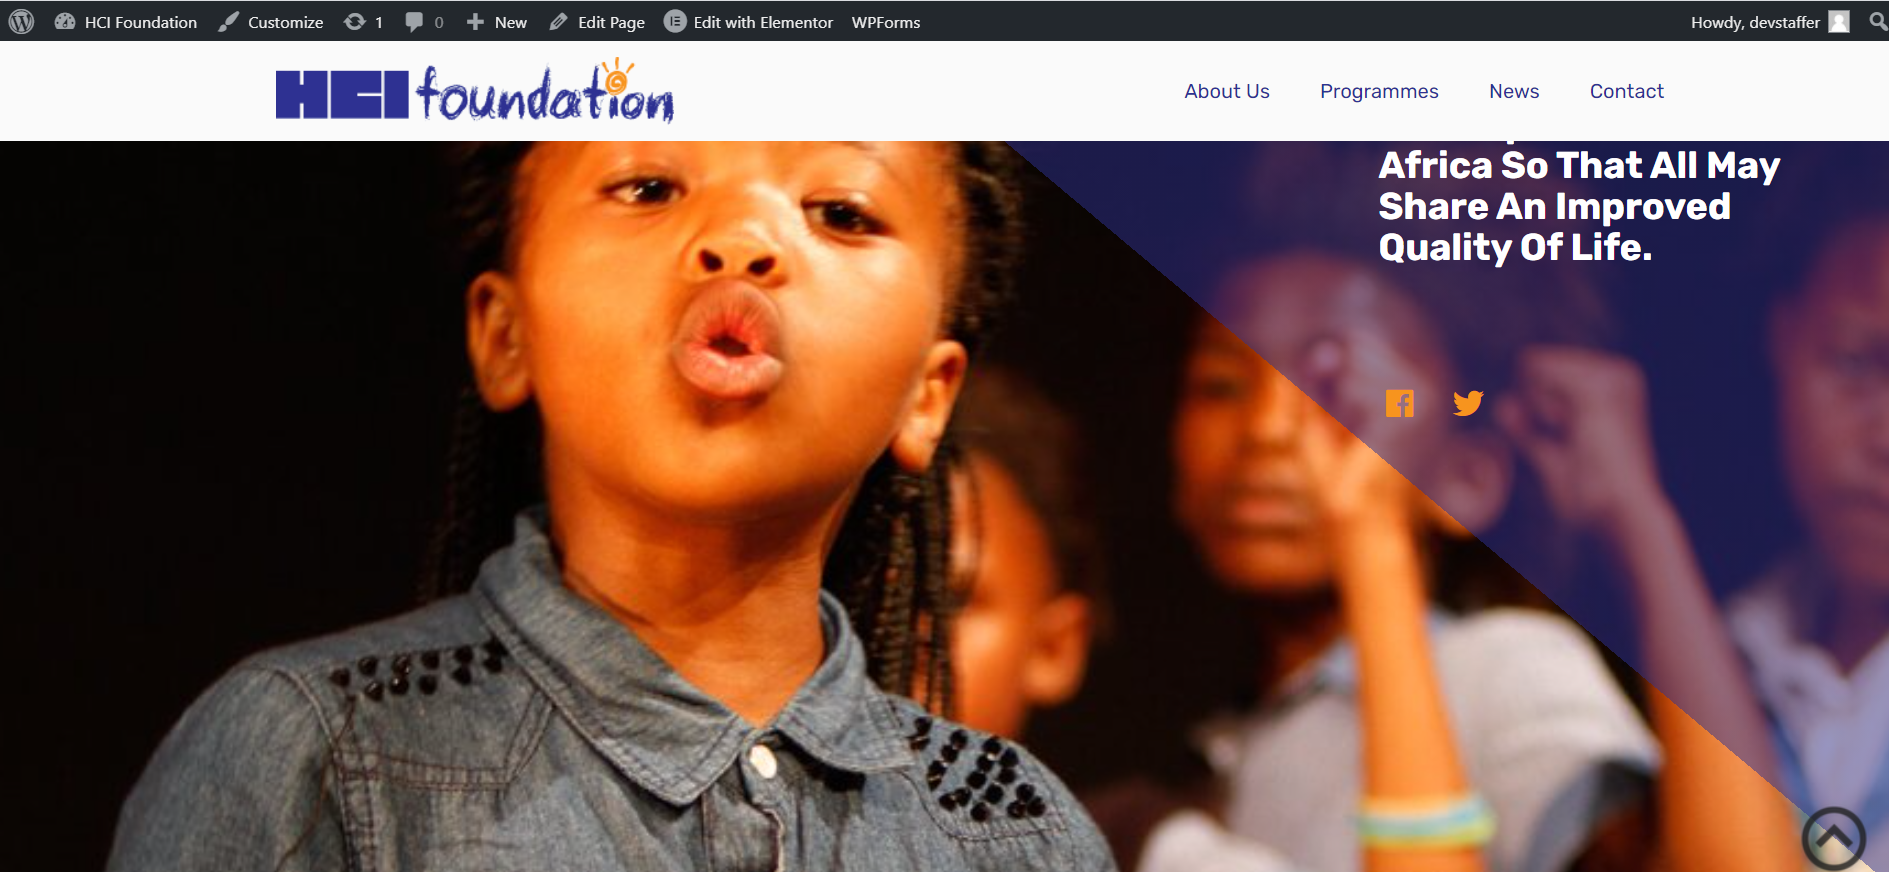 HCI Foundation Customize 1 0 New Edit Page Edit with Elementor WPForms Howdy, devstaffer
HCI foundation About Us Programmes News Contact
Africa So That All May
Share An Improved
Quality Of Life.